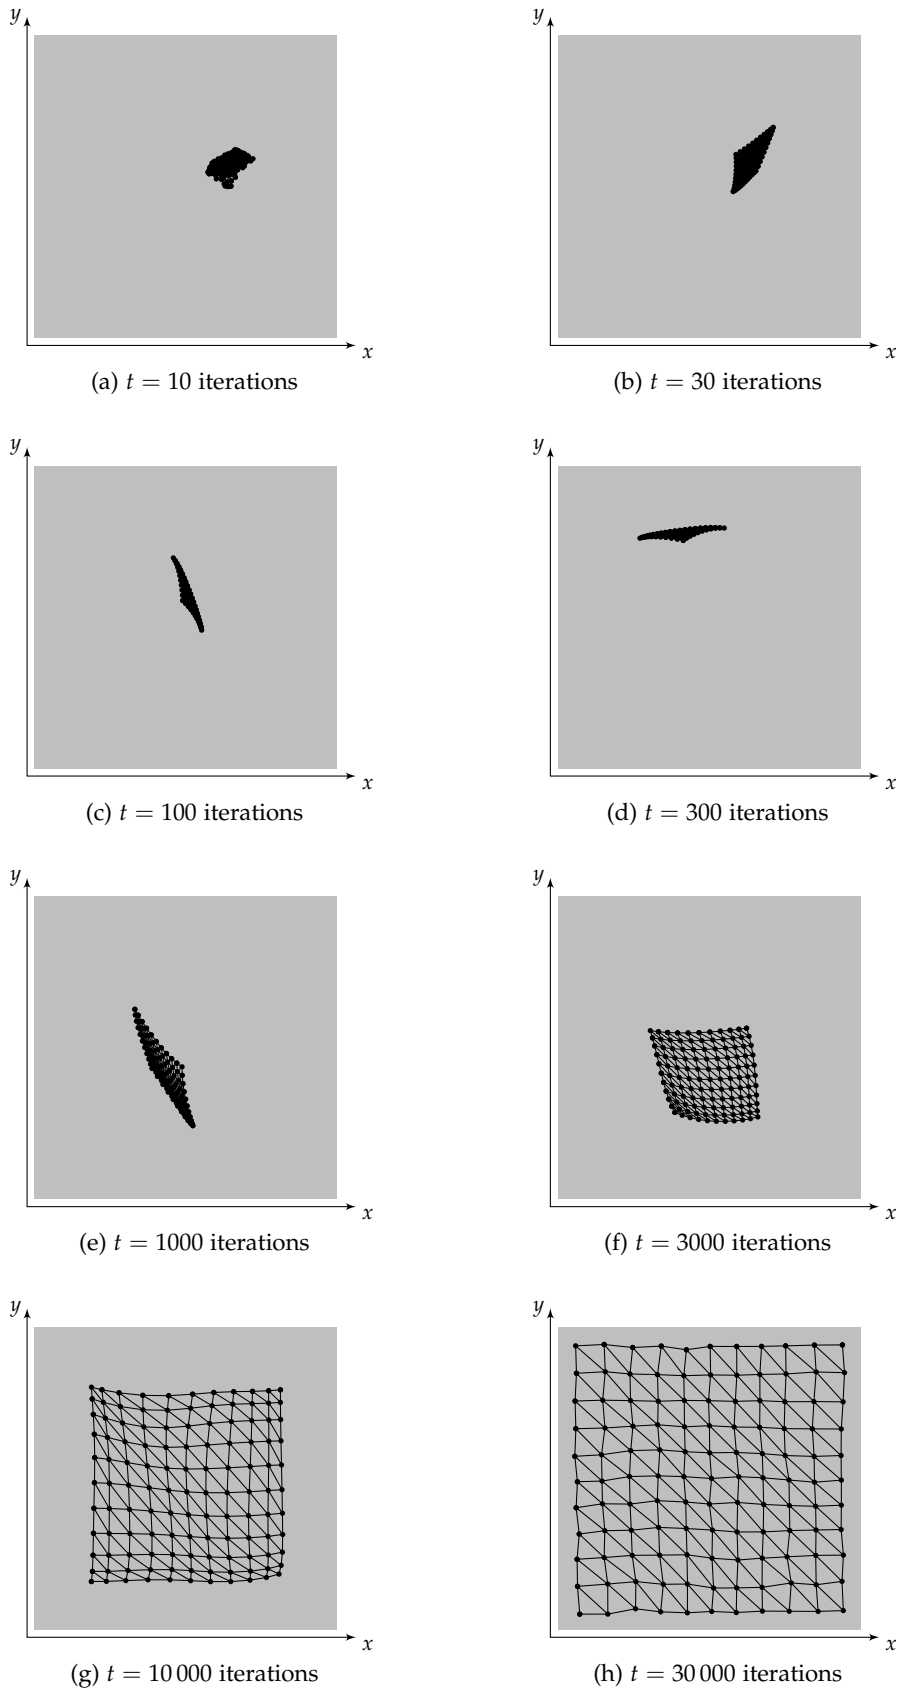 y
y
x
x
(a) t = 10 iterations
(b) t = 30 iterations
y
y
x
x
(c) t = 100 iterations
(d) t = 300 iterations
y
y
x
x
(e) t = 1000 iterations
(f) t = 3000 iterations
y
y
x
x
(g) t = 10 000 iterations
(h) t = 30 000 iterations